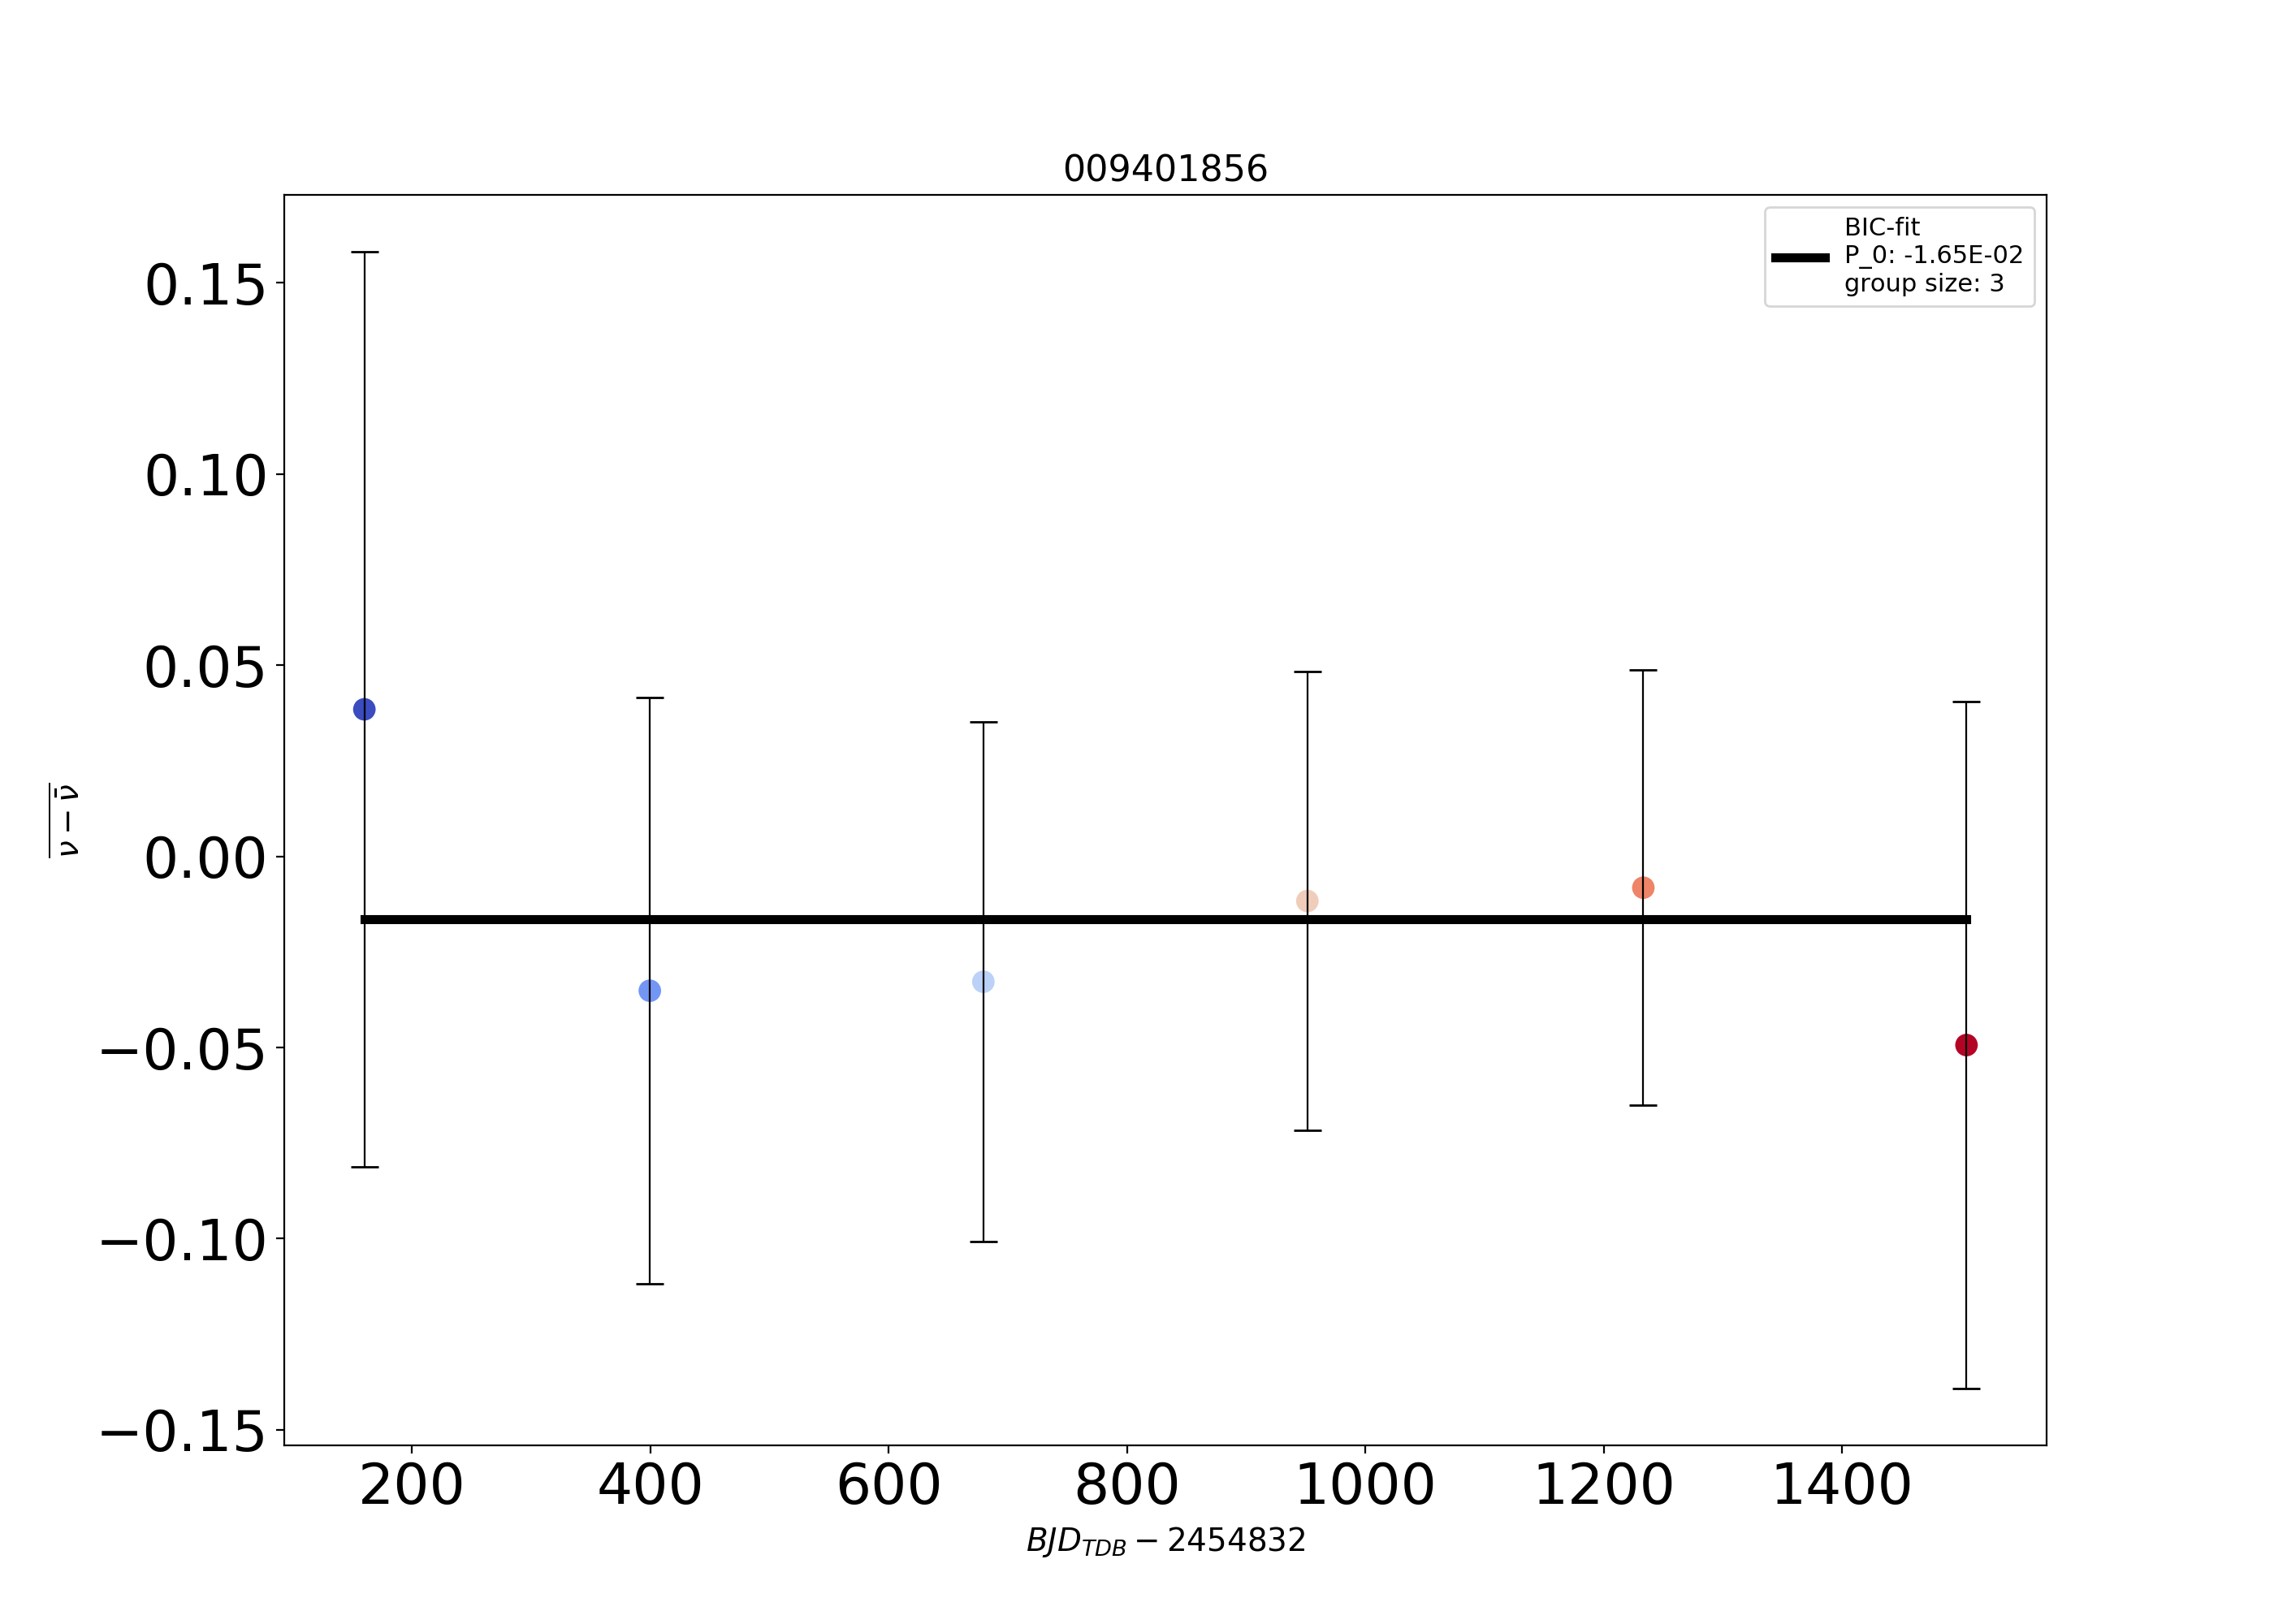 009401856
BIC-fit
P_0: -1.65E-02
group size: 3
0.15
0.10
0.05
0.00
−0.05
−0.10
−0.15
ν − ν̄
200 400 600 800 1000 1200 1400
BJD_TDB − 2454832